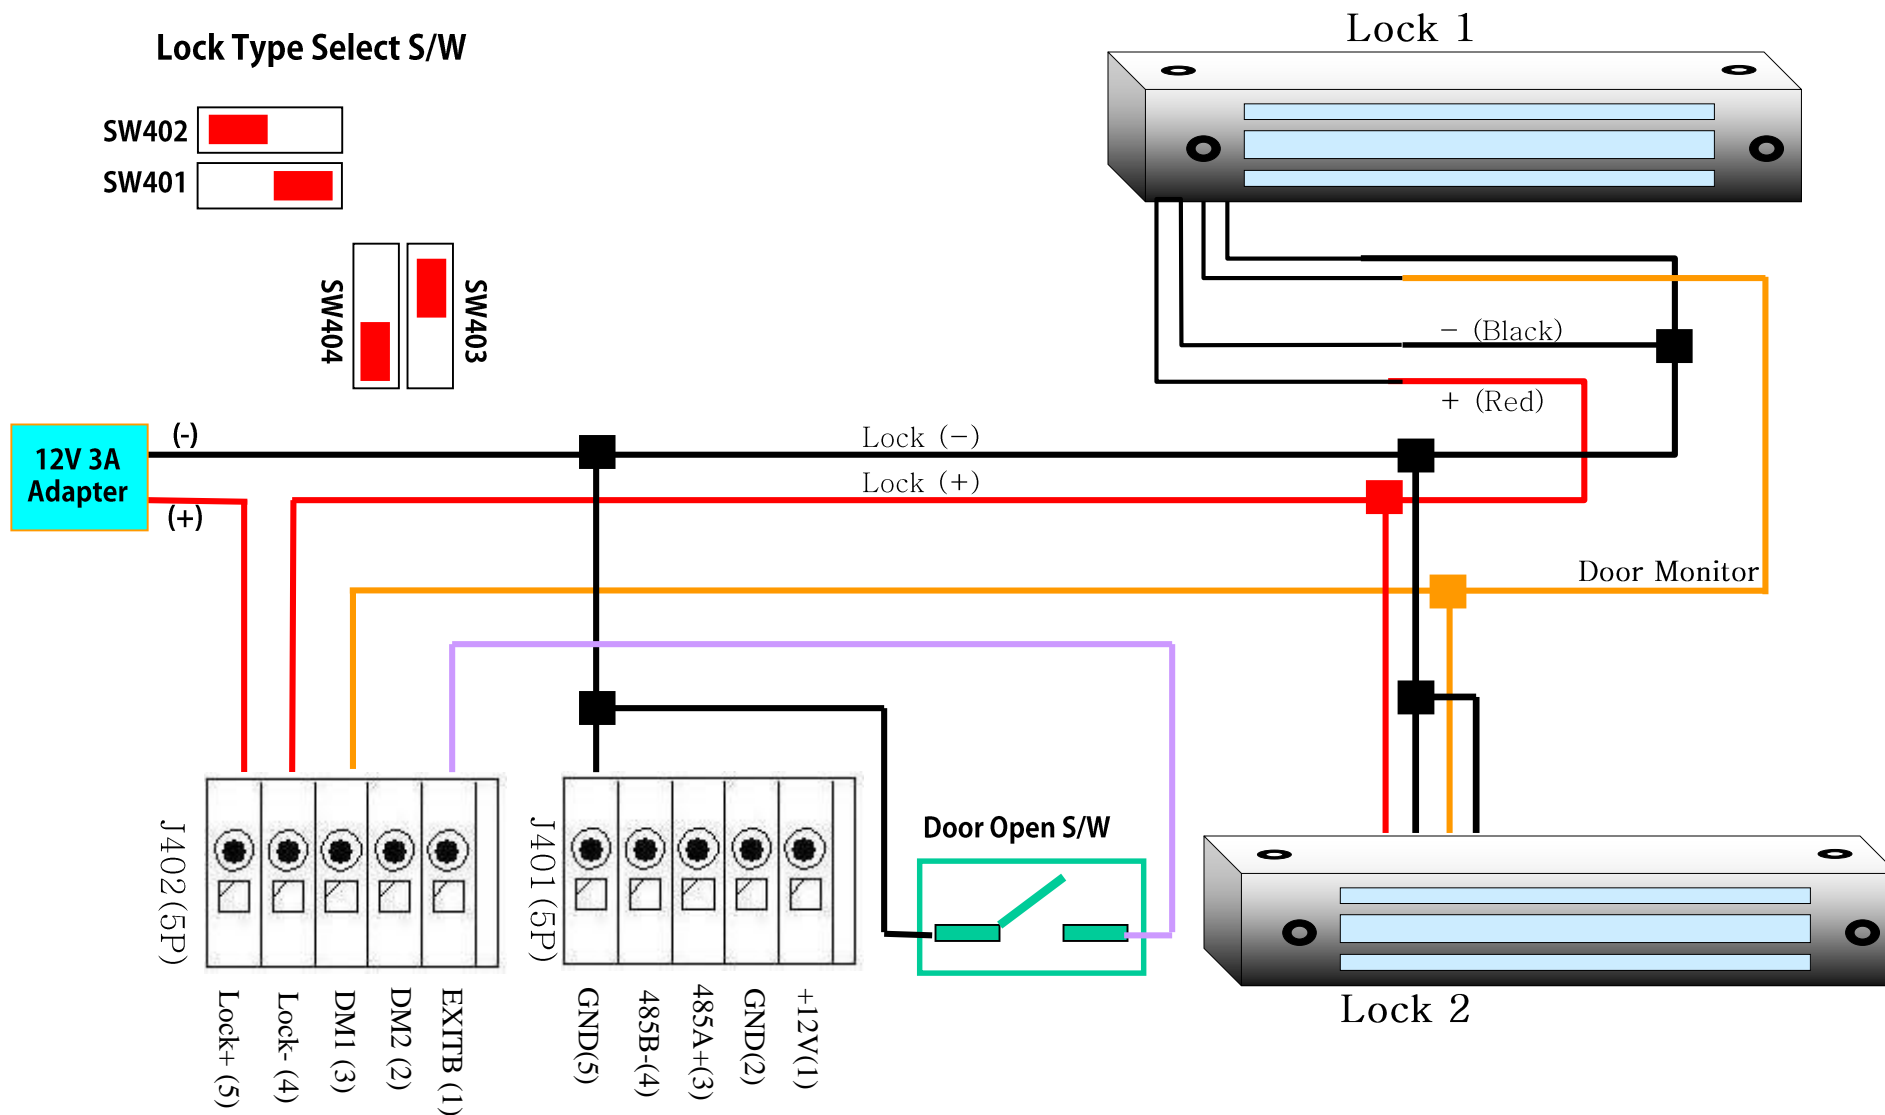 Lock Type Select S/W
Lock 1
SW402
SW401
SW404
SW403
- (Black)
+ (Red)
12V 3A
Adapter
(-)
(+)
Lock (-)
Lock (+)
Door Monitor
J402(5P)
J401(5P)
Door Open S/W
Lock+ (5)
Lock- (4)
DM1 (3)
DM2 (2)
EXITB (1)
GND(5)
485B-(4)
485A+(3)
GND(2)
+12V(1)
Lock 2